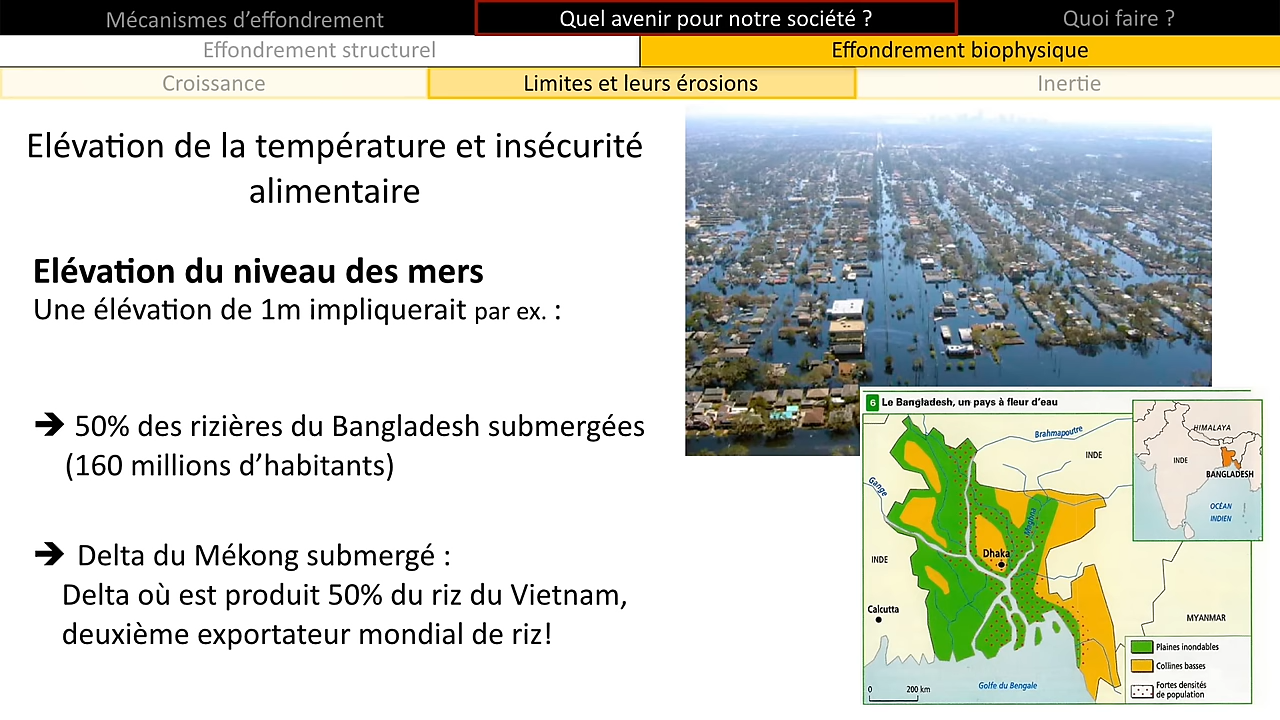 Mécanismes d’effondrement
Quel avenir pour notre société ?
Quoi faire ?
Effondrement structurel
Effondrement biophysique
Croissance
Limites et leurs érosions
Inertie
Elévation de la température et insécurité
alimentaire
Elévation du niveau des mers
Une élévation de 1m impliquerait par ex. :
➔ 50% des rizières du Bangladesh submergées
(160 millions d’habitants)
➔ Delta du Mékong submergé :
Delta où est produit 50% du riz du Vietnam,
deuxième exportateur mondial de riz!
6 Le Bangladesh, un pays à fleur d’eau
Brahmapoutre
INDE
HIMALAYA
INDE
BANGLADESH
OCÉAN
INDIEN
Gange
Meghna
Dhaka
INDE
Calcutta
MYANMAR
Golfe du Bengale
0 200 km
Plaines inondables
Collines basses
Fortes densités
de population